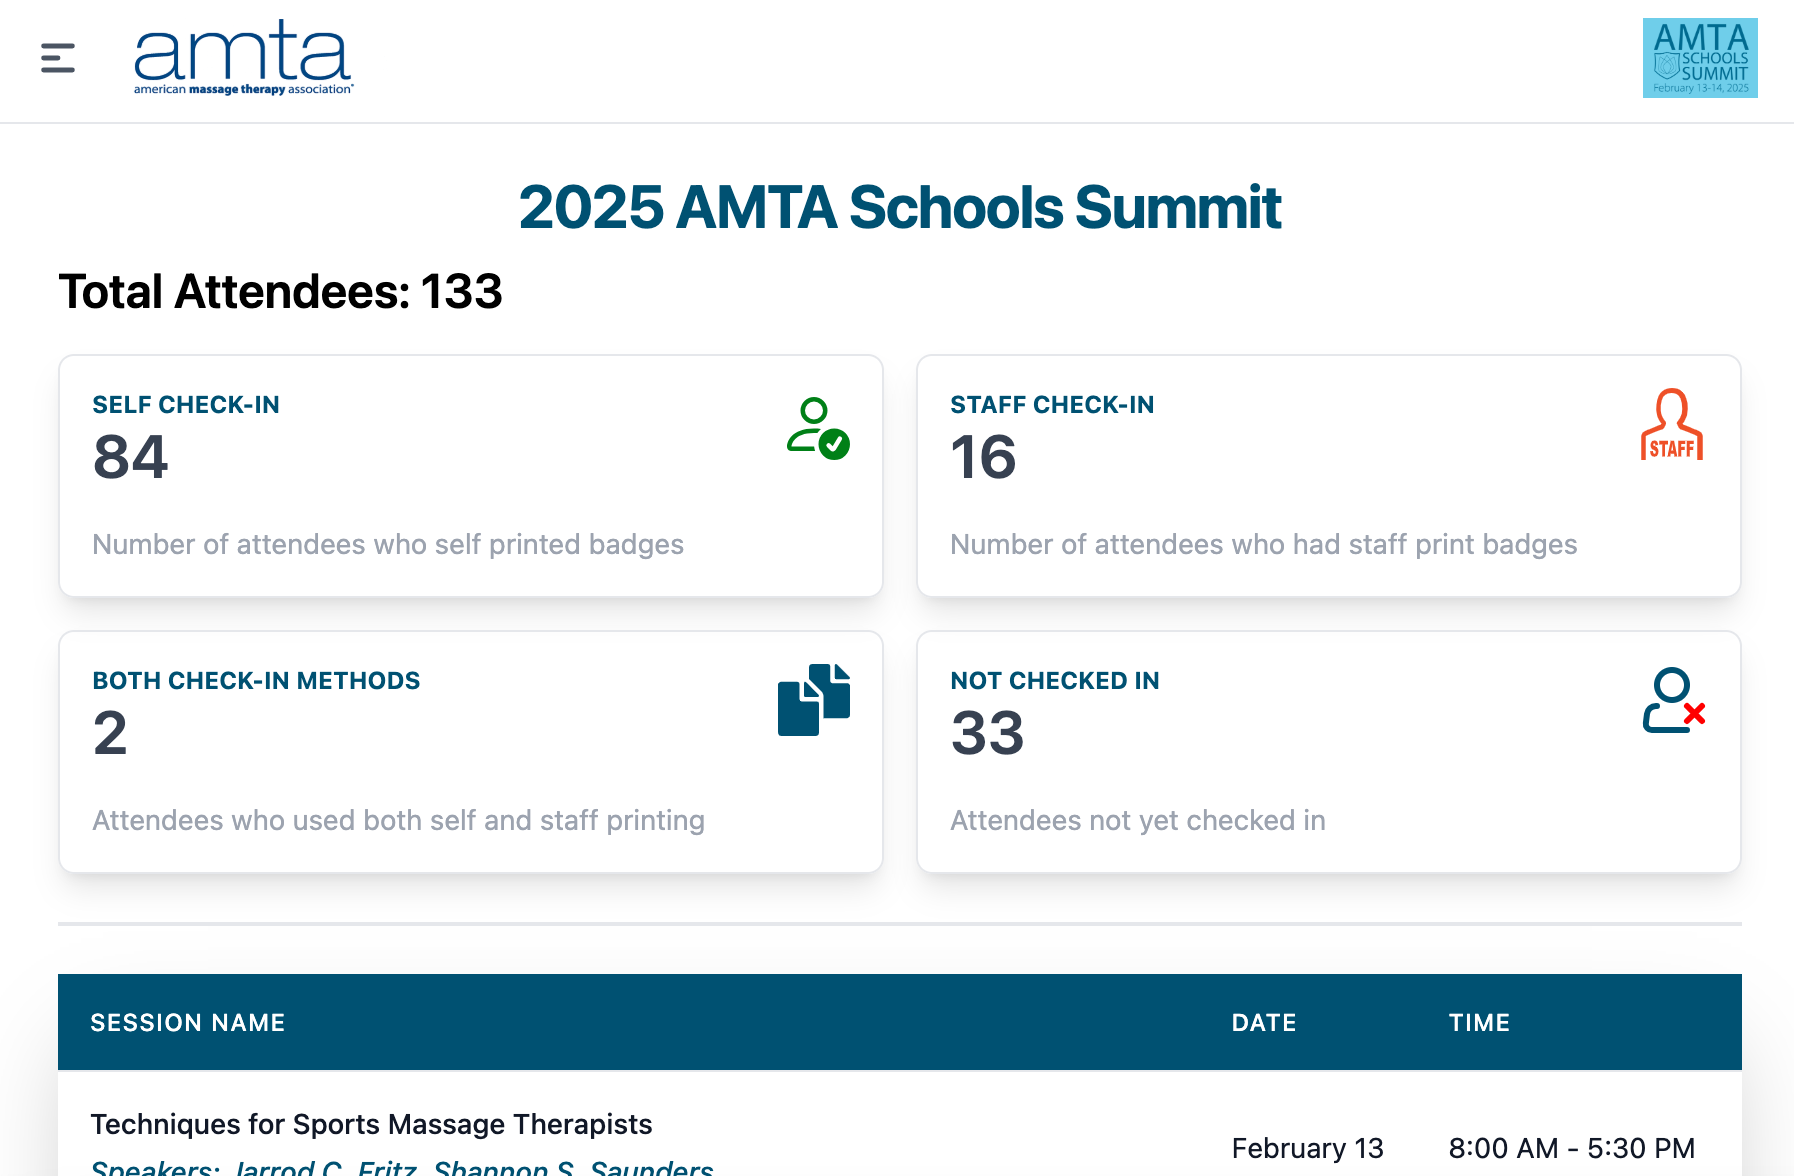 amta
american massage therapy association®
AMTA
SCHOOLS
SUMMIT
February 13-14, 2025
2025 AMTA Schools Summit
Total Attendees: 133
SELF CHECK-IN
84
Number of attendees who self printed badges
STAFF CHECK-IN
16
STAFF
Number of attendees who had staff print badges
BOTH CHECK-IN METHODS
2
Attendees who used both self and staff printing
NOT CHECKED IN
33
Attendees not yet checked in
SESSION NAME DATE TIME
Techniques for Sports Massage Therapists
February 13 8:00 AM - 5:30 PM
Speakers: Jarrod C. Fritz, Shannon S. Saunders